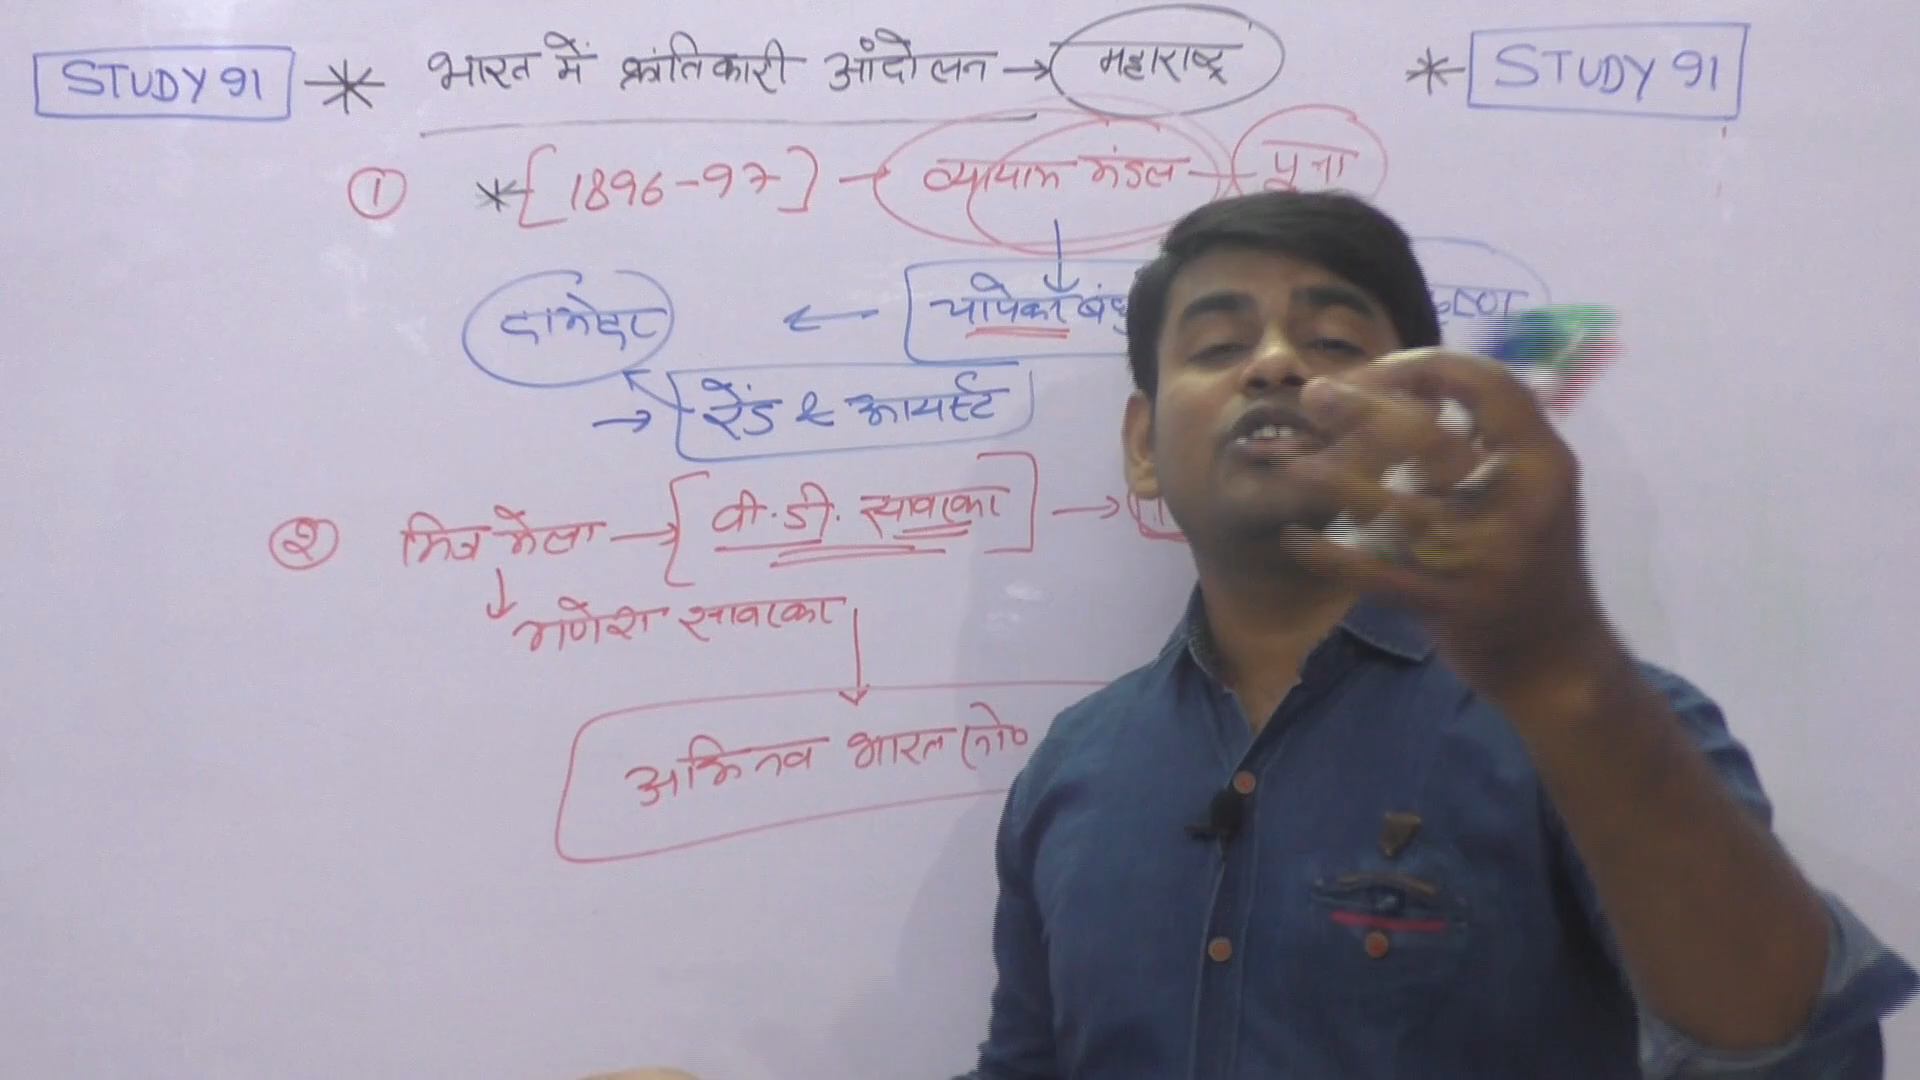 STUDY 91 * भारत में क्रांतिकारी आंदोलन → महाराष्ट्र * STUDY 91
① * [1896-97] - व्यायाम मंडल - पूना
दामोदर ← चापेकर बंधु
→ रैंड & आयर्स्ट
② मित्र मेला → [वी.डी. सावरकर] →
↓ गणेश सावरकर
अभिनव भारत